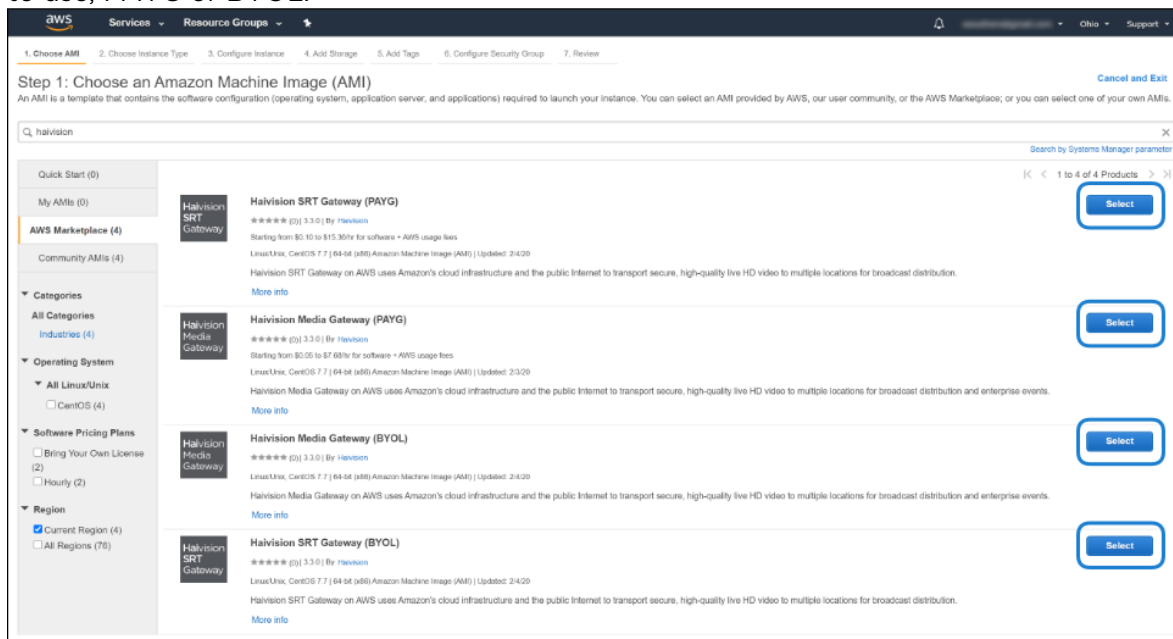 aws Services Resource Groups Ohio Support
1. Choose AMI 2. Choose Instance Type 3. Configure Instance 4. Add Storage 5. Add Tags 6. Configure Security Group 7. Review
Step 1: Choose an Amazon Machine Image (AMI) Cancel and Exit
An AMI is a template that contains the software configuration (operating system, application server, and applications) required to launch your instance. You can select an AMI provided by AWS, our user community, or the AWS Marketplace; or you can select one of your own AMIs.
haivision
Search by Systems Manager parameter
1 to 4 of 4 Products
Quick Start (0)
My AMIs (0)
AWS Marketplace (4)
Community AMIs (4)
Categories
All Categories
Industries (4)
Operating System
All Linux/Unix
CentOS (4)
Software Pricing Plans
Bring Your Own License
(2)
Hourly (2)
Region
Current Region (4)
All Regions (76)
Haivision
SRT
Gateway
Haivision SRT Gateway (PAYG)
(0) | 3.3.0 | By Haivision
Starting from $0.10 to $15.36/hr for software + AWS usage fees
Linux/Unix, CentOS 7.7 | 64-bit (x86) Amazon Machine Image (AMI) | Updated: 2/4/20
Haivision SRT Gateway on AWS uses Amazon's cloud infrastructure and the public Internet to transport secure, high-quality live HD video to multiple locations for broadcast distribution.
More info
Select
Haivision
Media
Gateway
Haivision Media Gateway (PAYG)
(0) | 3.3.0 | By Haivision
Starting from $0.05 to $7.68/hr for software + AWS usage fees
Linux/Unix, CentOS 7.7 | 64-bit (x86) Amazon Machine Image (AMI) | Updated: 2/3/20
Haivision Media Gateway on AWS uses Amazon's cloud infrastructure and the public Internet to transport secure, high-quality live HD video to multiple locations for broadcast distribution and enterprise events.
More info
Select
Haivision
Media
Gateway
Haivision Media Gateway (BYOL)
(0) | 3.3.0 | By Haivision
Linux/Unix, CentOS 7.7 | 64-bit (x86) Amazon Machine Image (AMI) | Updated: 2/4/20
Haivision Media Gateway on AWS uses Amazon's cloud infrastructure and the public Internet to transport secure, high-quality live HD video to multiple locations for broadcast distribution and enterprise events.
More info
Select
Haivision
SRT
Gateway
Haivision SRT Gateway (BYOL)
(0) | 3.3.0 | By Haivision
Linux/Unix, CentOS 7.7 | 64-bit (x86) Amazon Machine Image (AMI) | Updated: 2/4/20
Haivision SRT Gateway on AWS uses Amazon's cloud infrastructure and the public Internet to transport secure, high-quality live HD video to multiple locations for broadcast distribution.
More info
Select